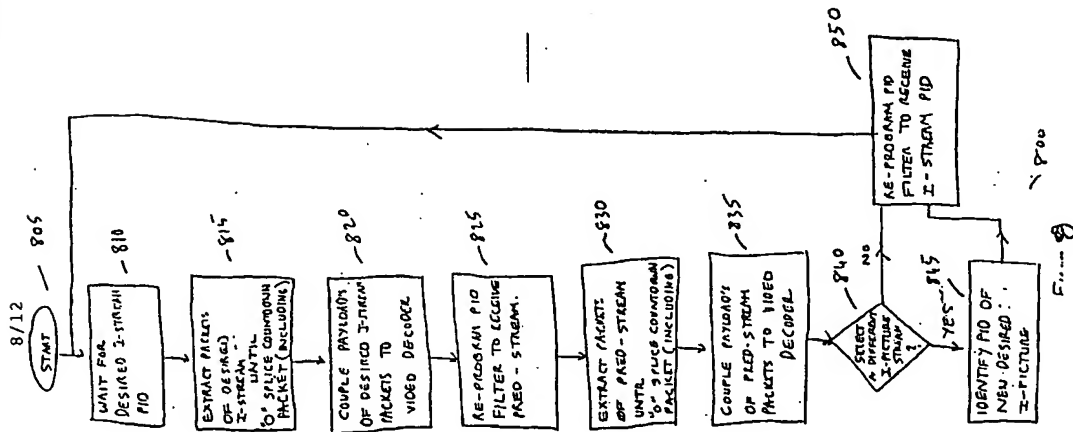 8/12
START
805
WAIT FOR
DESIRED I-STREAM
PID
810
EXTRACT PACKETS
OF DESIRED
I-STREAM
UNTIL
"0" SPLICE COUNTDOWN
PACKET (INCLUDING)
815
COUPLE PAYLOAD'S
OF DESIRED I-STREAM
PACKETS TO
VIDEO DECODER
820
RE-PROGRAM PID
FILTER TO RECEIVE
PRED-STREAM.
825
EXTRACT PACKETS
OF PRED-STREAM
UNTIL
"0" SPLICE COUNTDOWN
PACKET (INCLUDING)
830
COUPLE PAYLOAD'S
OF PRED-STREAM
PACKETS TO VIDEO
DECODER
835
SELECT
A DIFFERENT
I-PICTURE
STREAM
?
840
NO
YES
845
IDENTIFY PID OF
NEW DESIRED
I-PICTURE
RE-PROGRAM PID
FILTER TO RECEIVE
I-STREAM PID
850
800
8